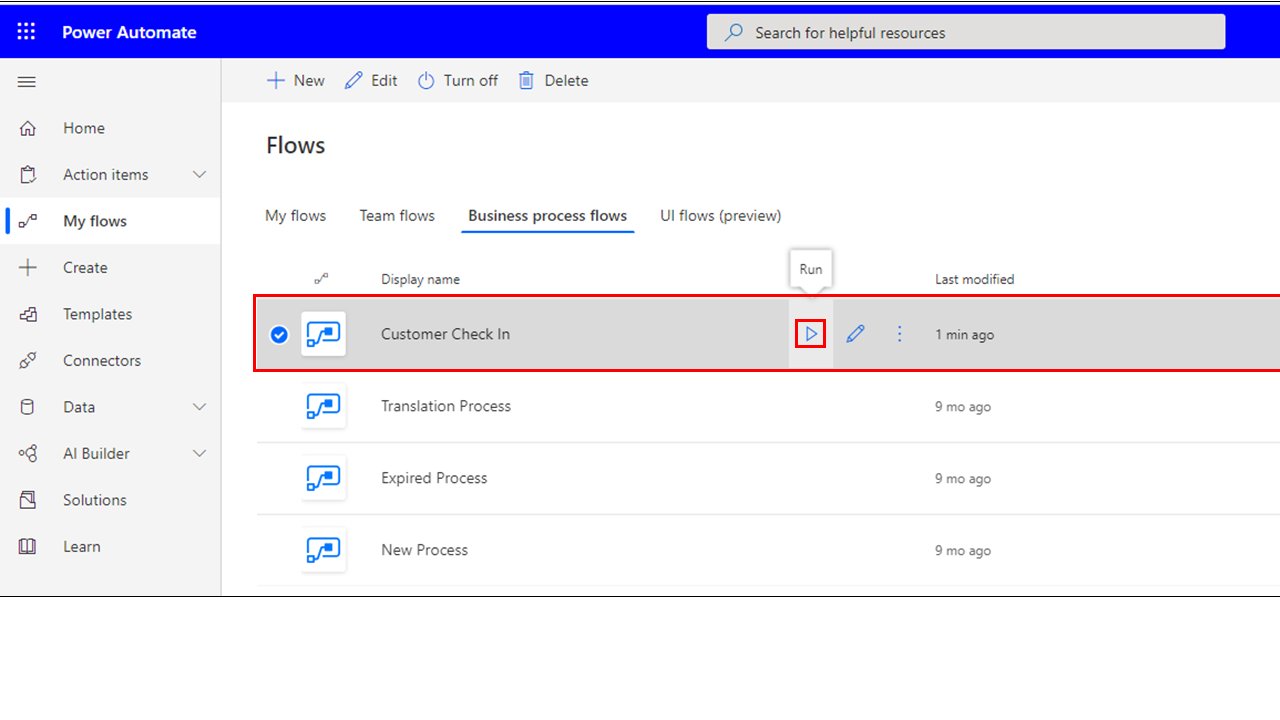 Power Automate
Search for helpful resources
New Edit Turn off Delete
Home
Action items
My flows
Create
Templates
Connectors
Data
AI Builder
Solutions
Learn
Flows
My flows Team flows Business process flows UI flows (preview)
Run
Display name Last modified
Customer Check In 1 min ago
Translation Process 9 mo ago
Expired Process 9 mo ago
New Process 9 mo ago